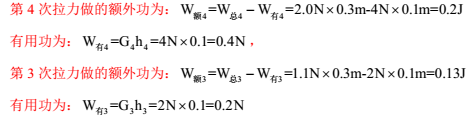 第 4 次拉力做的额外功为：W额4=W总4－W有4=2.0N×0.3m-4N×0.1m=0.2J
有用功为：W有4=G4h4=4N×0.1=0.4N，
第 3 次拉力做的额外功为：W额3=W总3－W有3=1.1N×0.3m-2N×0.1m=0.13J
有用功为：W有3=G3h3=2N×0.1=0.2N